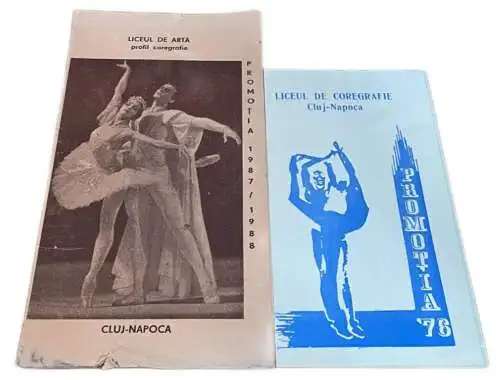 LICEUL DE ARTĂ
profil coregrafie
PROMOȚIA 1987/1988
CLUJ-NAPOCA
LICEUL DE COREGRAFIE
Cluj-Napoca
PROMOȚIA
'76